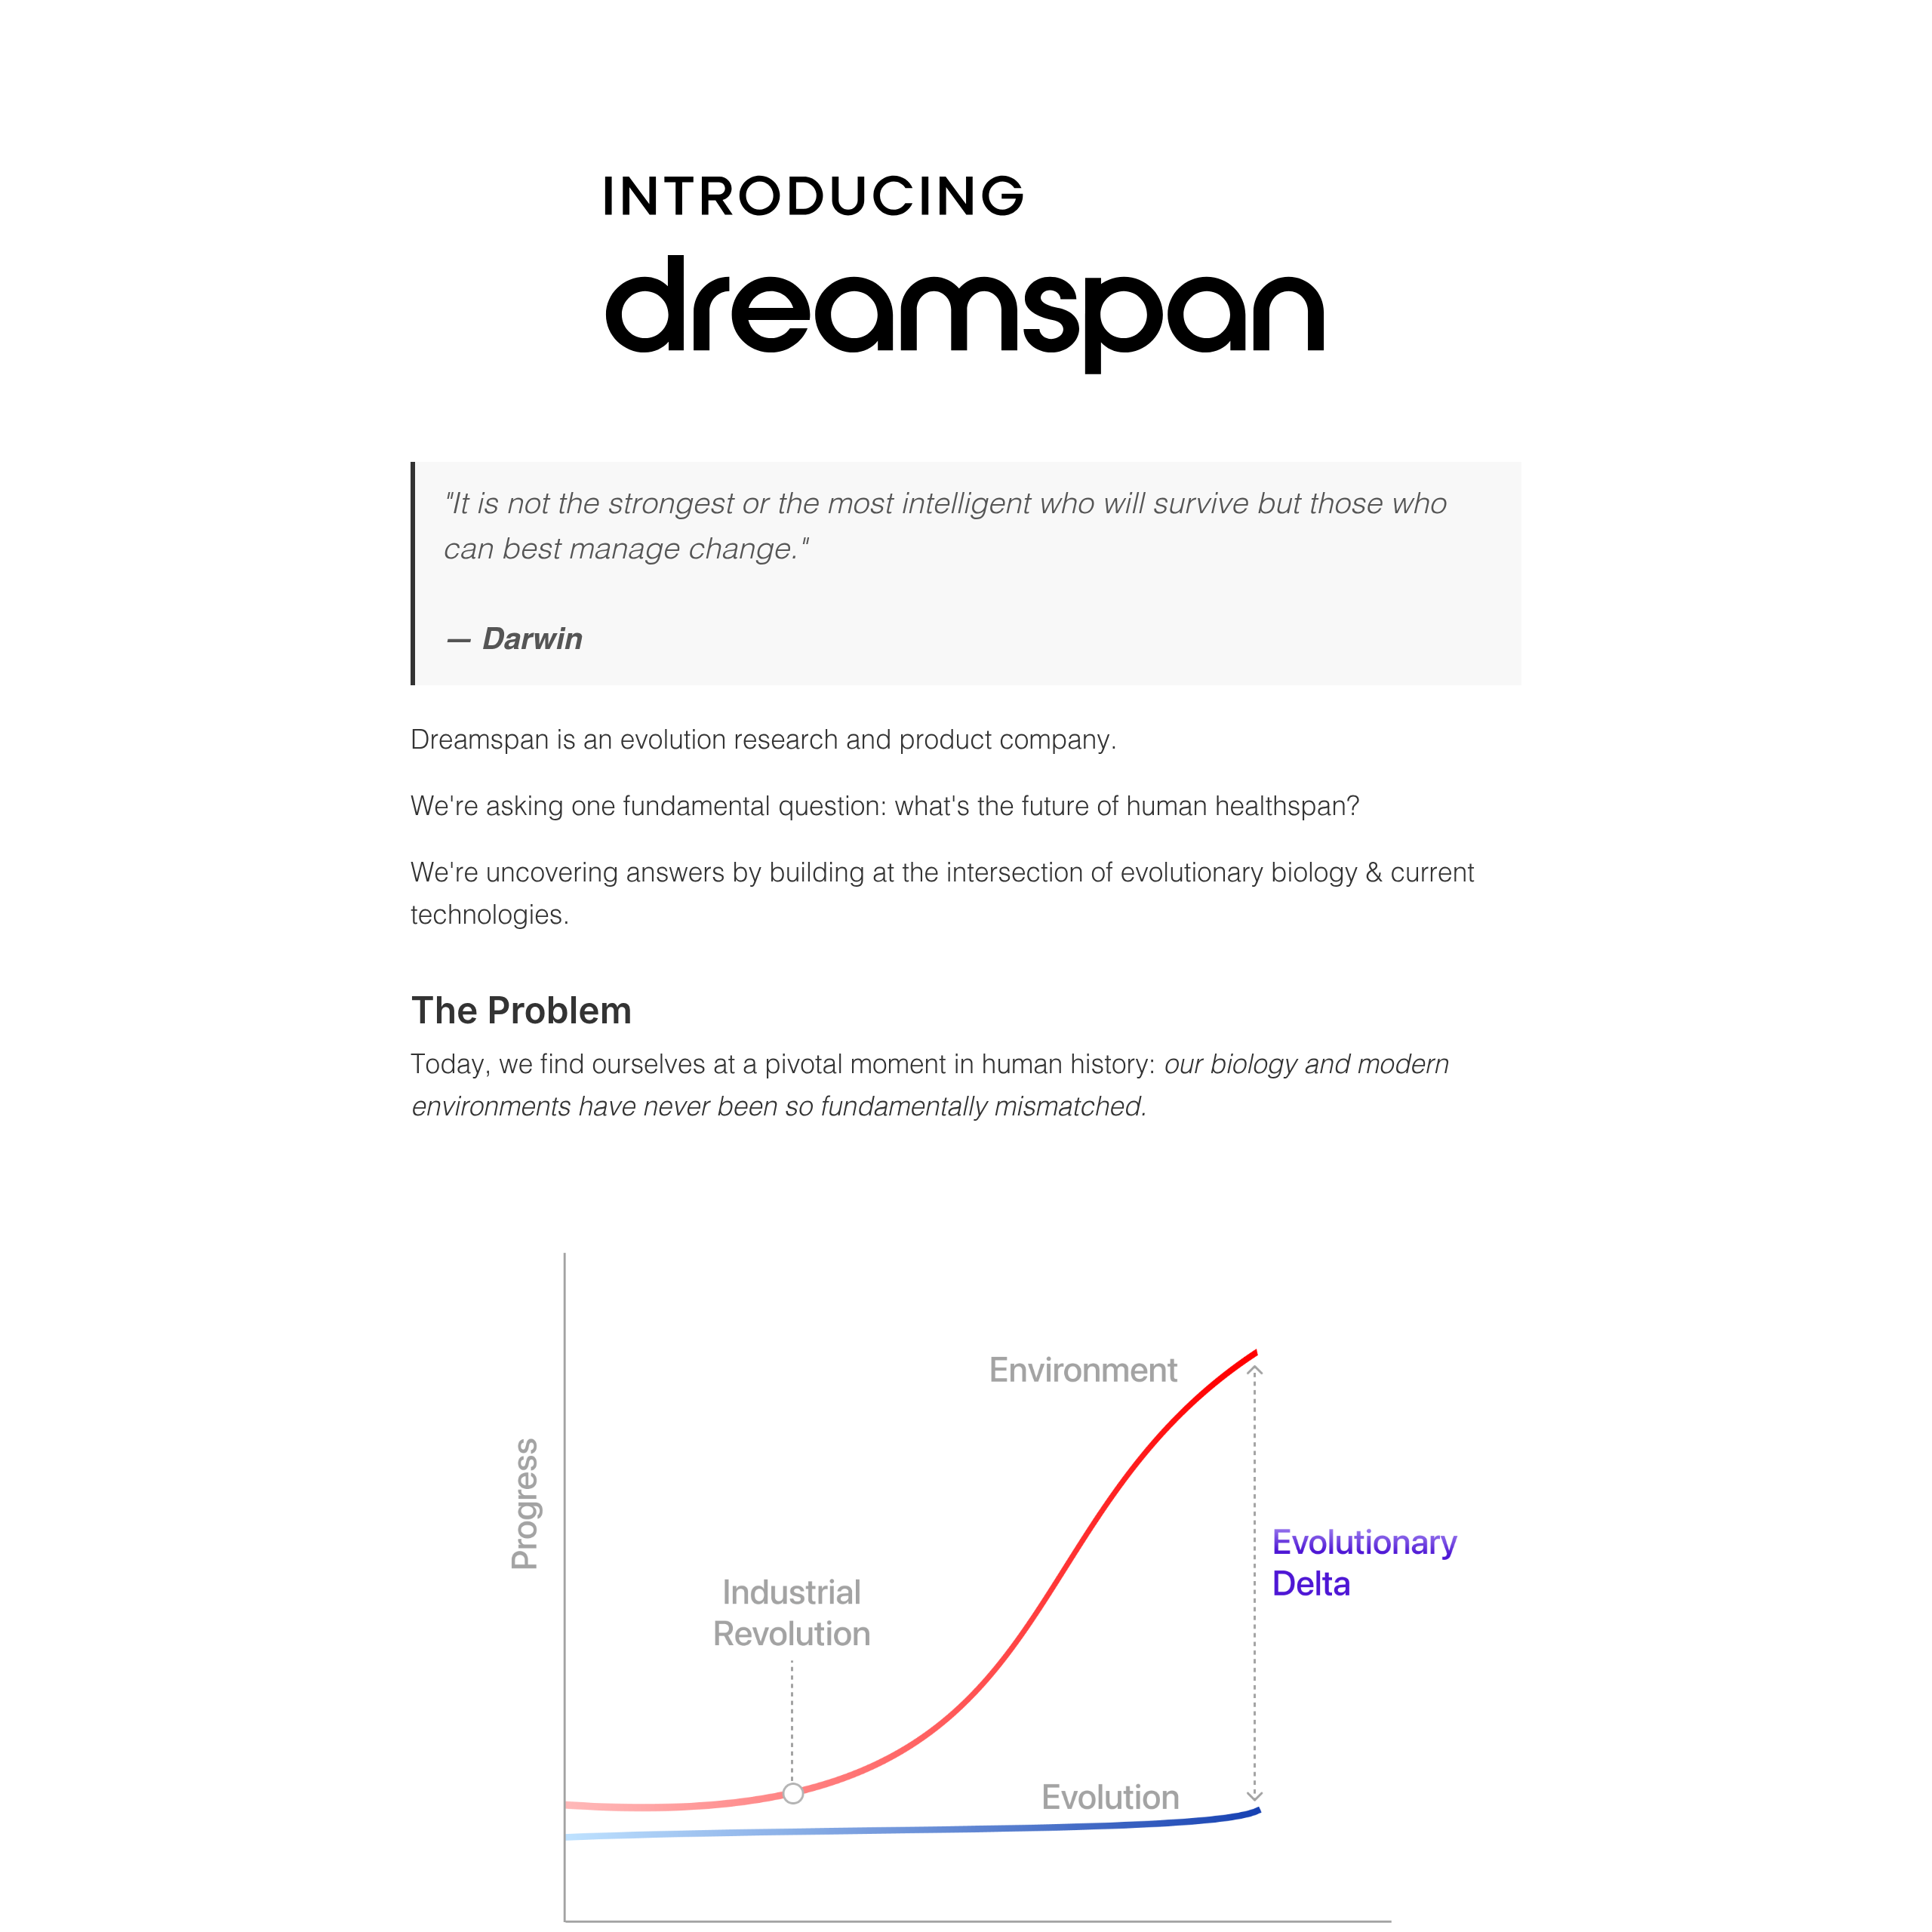 INTRODUCING
dreamspan
"It is not the strongest or the most intelligent who will survive but those who
can best manage change."
— Darwin
Dreamspan is an evolution research and product company.
We're asking one fundamental question: what's the future of human healthspan?
We're uncovering answers by building at the intersection of evolutionary biology & current
technologies.
The Problem
Today, we find ourselves at a pivotal moment in human history: our biology and modern
environments have never been so fundamentally mismatched.
Environment
Progress
Evolutionary
Delta
Industrial
Revolution
Evolution